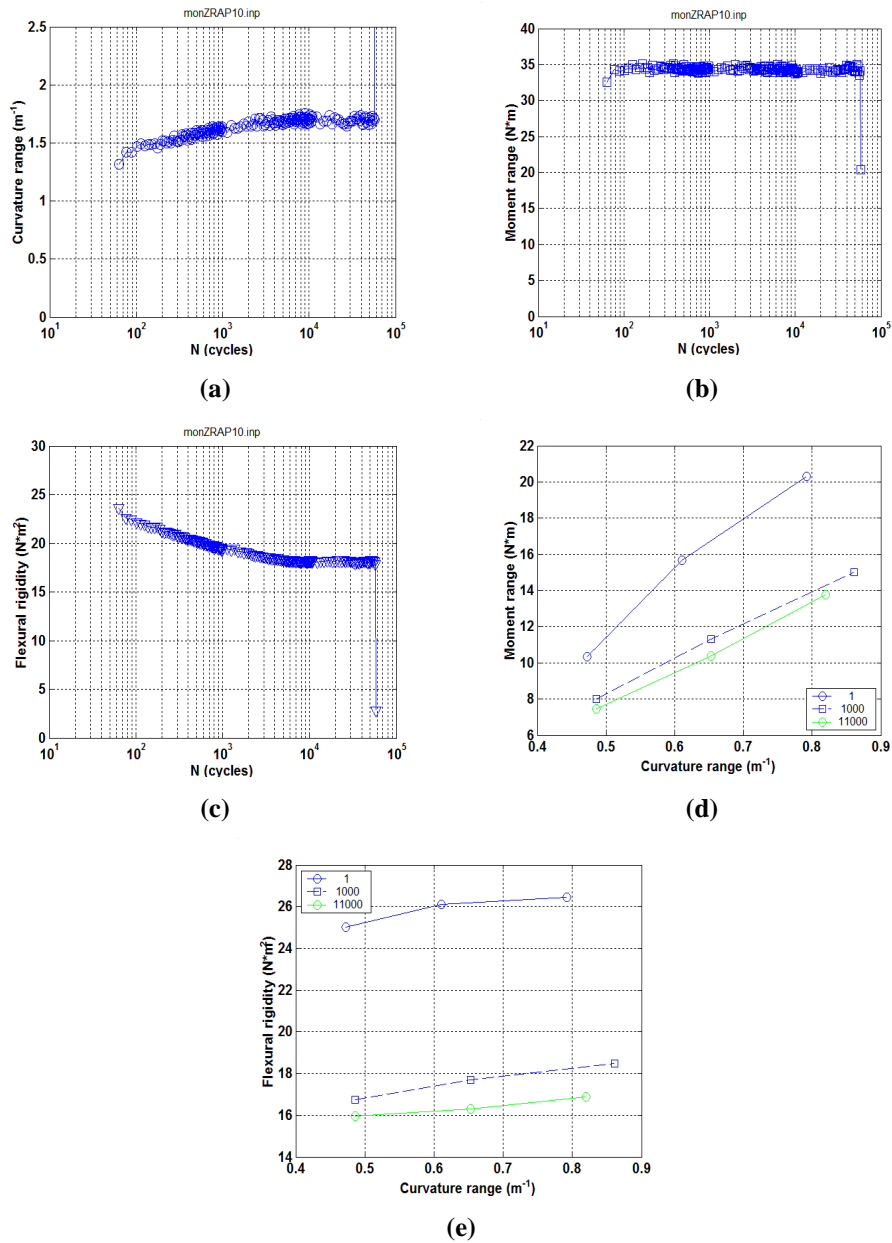 monZRAP10.inp
2.5
2
1.5
1
0.5
0
Curvature range (m⁻¹)
10¹ 10² 10³ 10⁴ 10⁵
N (cycles)
(a)
monZRAP10.inp
40
35
30
25
20
15
10
5
0
Moment range (N*m)
10¹ 10² 10³ 10⁴ 10⁵
N (cycles)
(b)
monZRAP10.inp
30
25
20
15
10
5
0
Flexural rigidity (N*m²)
10¹ 10² 10³ 10⁴ 10⁵
N (cycles)
(c)
22
20
18
16
14
12
10
8
6
Moment range (N*m)
1
1000
11000
0.4 0.5 0.6 0.7 0.8 0.9
Curvature range (m⁻¹)
(d)
28
26
24
22
20
18
16
14
Flexural rigidity (N*m²)
1
1000
11000
0.4 0.5 0.6 0.7 0.8 0.9
Curvature range (m⁻¹)
(e)